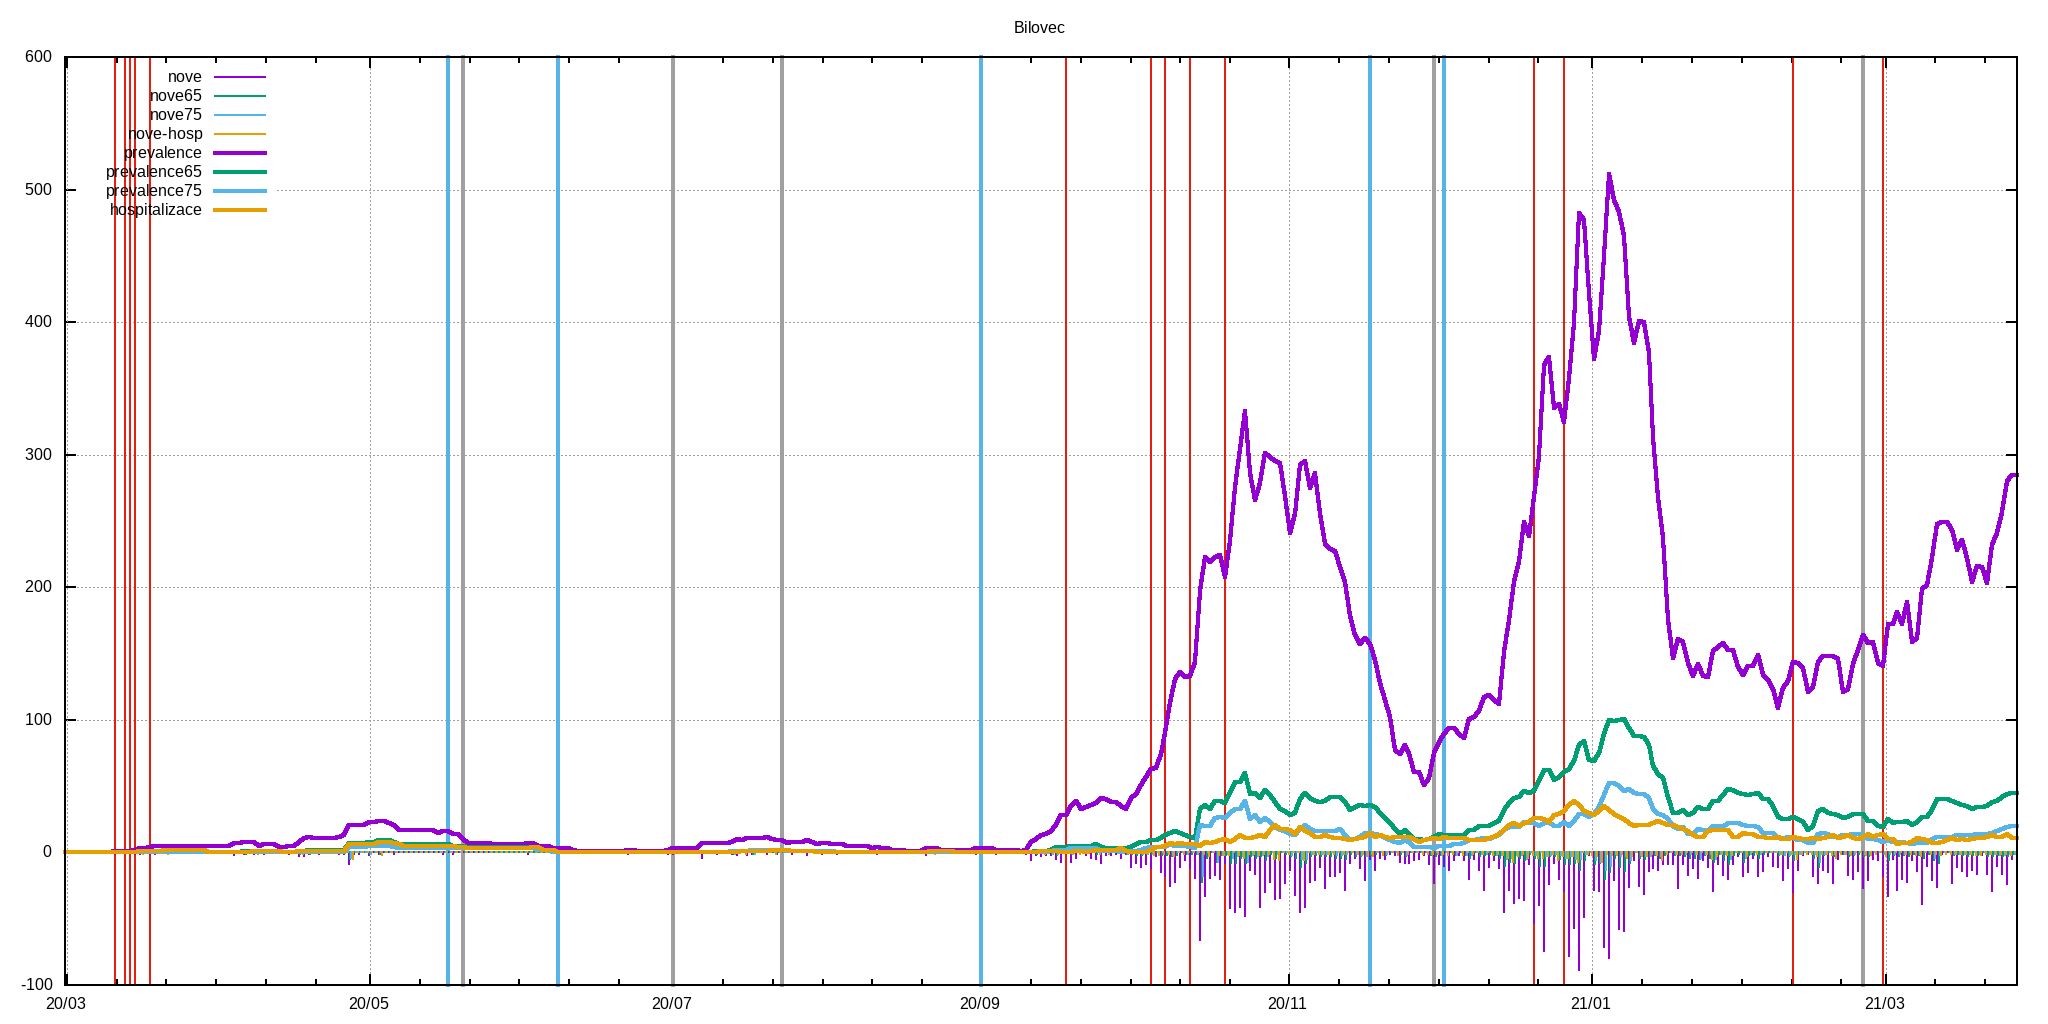 Bilovec
600
500
400
300
200
100
0
-100
nove
nove65
nove75
nove-hosp
prevalence
prevalence65
prevalence75
hospitalizace
20/03 20/05 20/07 20/09 20/11 21/01 21/03